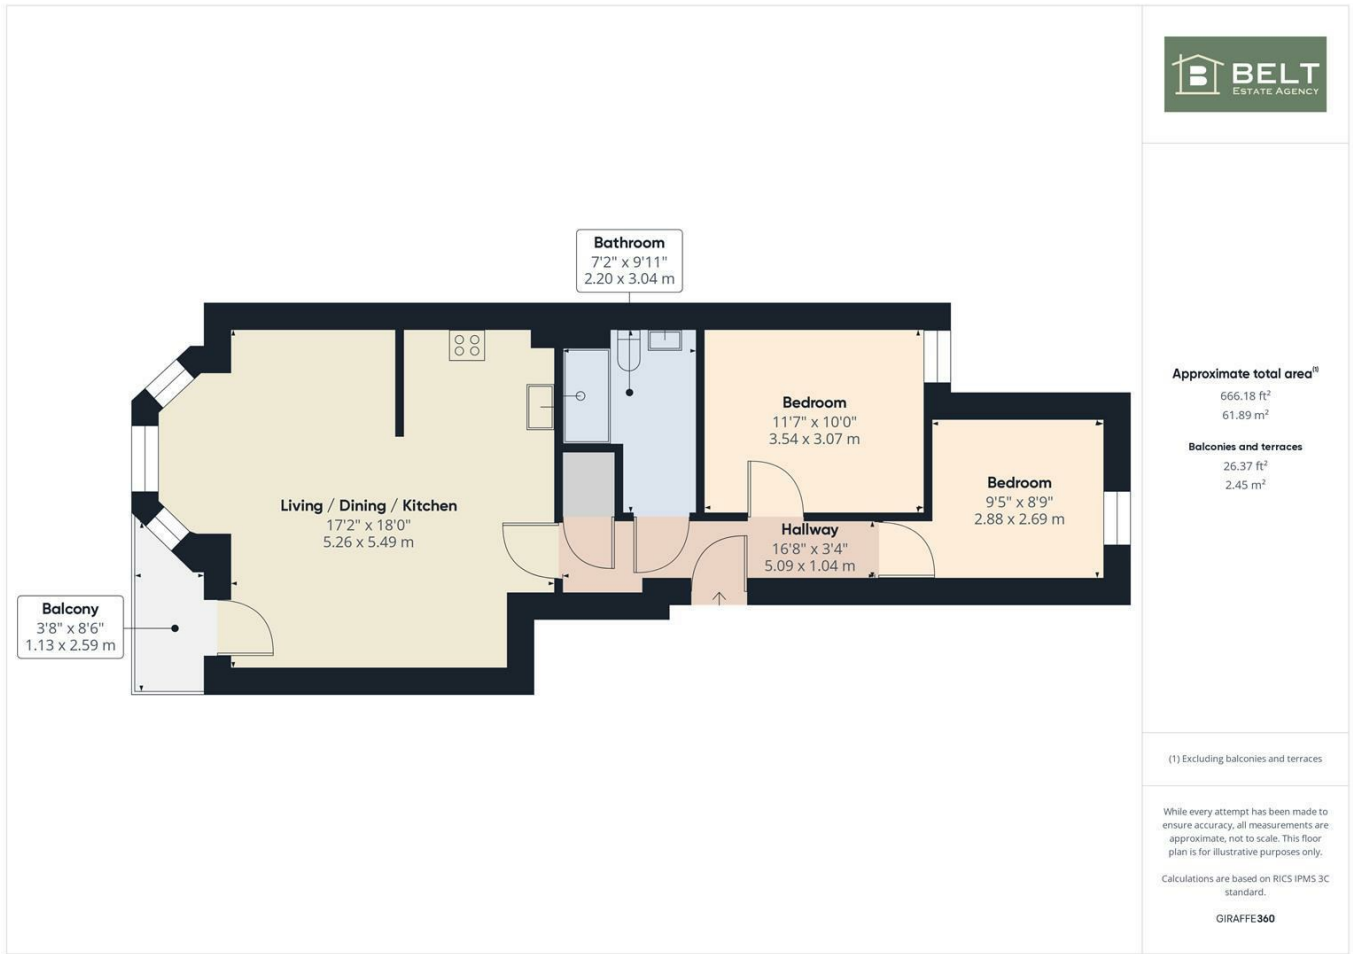 B BELT
ESTATE AGENCY
Bathroom
7'2" x 9'11"
2.20 x 3.04 m
Bedroom
11'7" x 10'0"
3.54 x 3.07 m
Bedroom
9'5" x 8'9"
2.88 x 2.69 m
Living / Dining / Kitchen
17'2" x 18'0"
5.26 x 5.49 m
Hallway
16'8" x 3'4"
5.09 x 1.04 m
Balcony
3'8" x 8'6"
1.13 x 2.59 m
Approximate total area⁽¹⁾
666.18 ft²
61.89 m²
Balconies and terraces
26.37 ft²
2.45 m²
(1) Excluding balconies and terraces
While every attempt has been made to
ensure accuracy, all measurements are
approximate, not to scale. This floor
plan is for illustrative purposes only.
Calculations are based on RICS IPMS 3C
standard.
GIRAFFE360